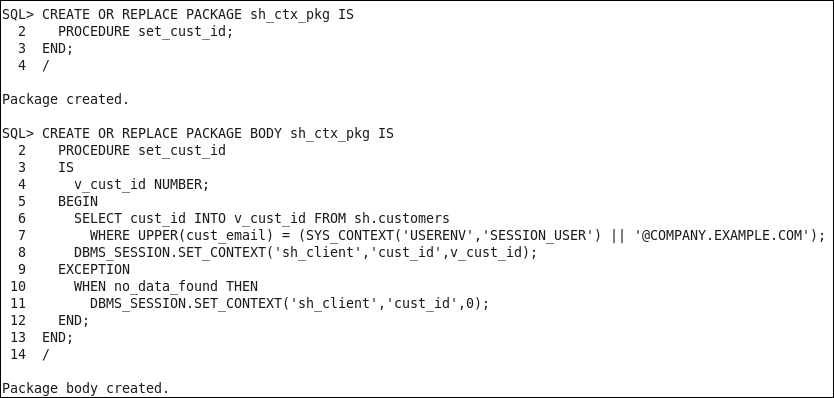 SQL> CREATE OR REPLACE PACKAGE sh_ctx_pkg IS
  2    PROCEDURE set_cust_id;
  3  END;
  4  /
Package created.
SQL> CREATE OR REPLACE PACKAGE BODY sh_ctx_pkg IS
  2    PROCEDURE set_cust_id
  3    IS
  4      v_cust_id NUMBER;
  5    BEGIN
  6      SELECT cust_id INTO v_cust_id FROM sh.customers
  7        WHERE UPPER(cust_email) = (SYS_CONTEXT('USERENV','SESSION_USER') || '@COMPANY.EXAMPLE.COM');
  8      DBMS_SESSION.SET_CONTEXT('sh_client','cust_id',v_cust_id);
  9    EXCEPTION
 10      WHEN no_data_found THEN
 11        DBMS_SESSION.SET_CONTEXT('sh_client','cust_id',0);
 12    END;
 13  END;
 14  /
Package body created.